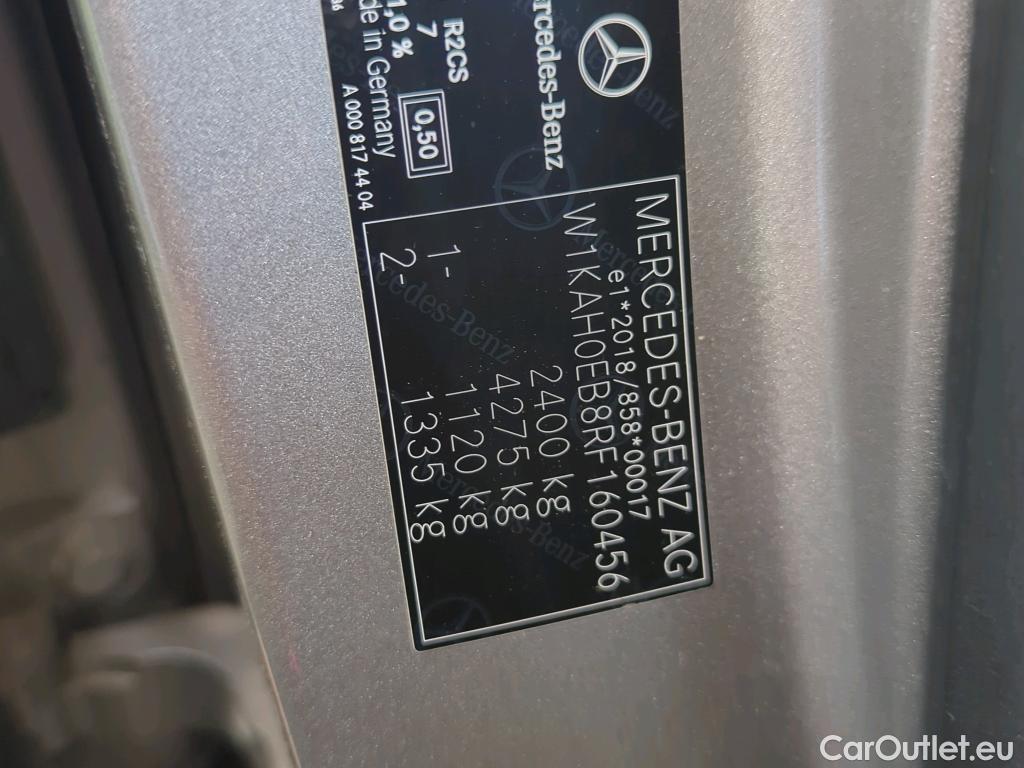 MERCEDES-BENZ AG
e1*2018/858*00017
W1KAH0EB8RF160456
2400 kg
4275 kg
1- 1120 kg
2- 1335 kg
Mercedes-Benz
R2CS
7
0,50
1,0 %
de in Germany
A 000 817 44 04
CarOutlet.eu